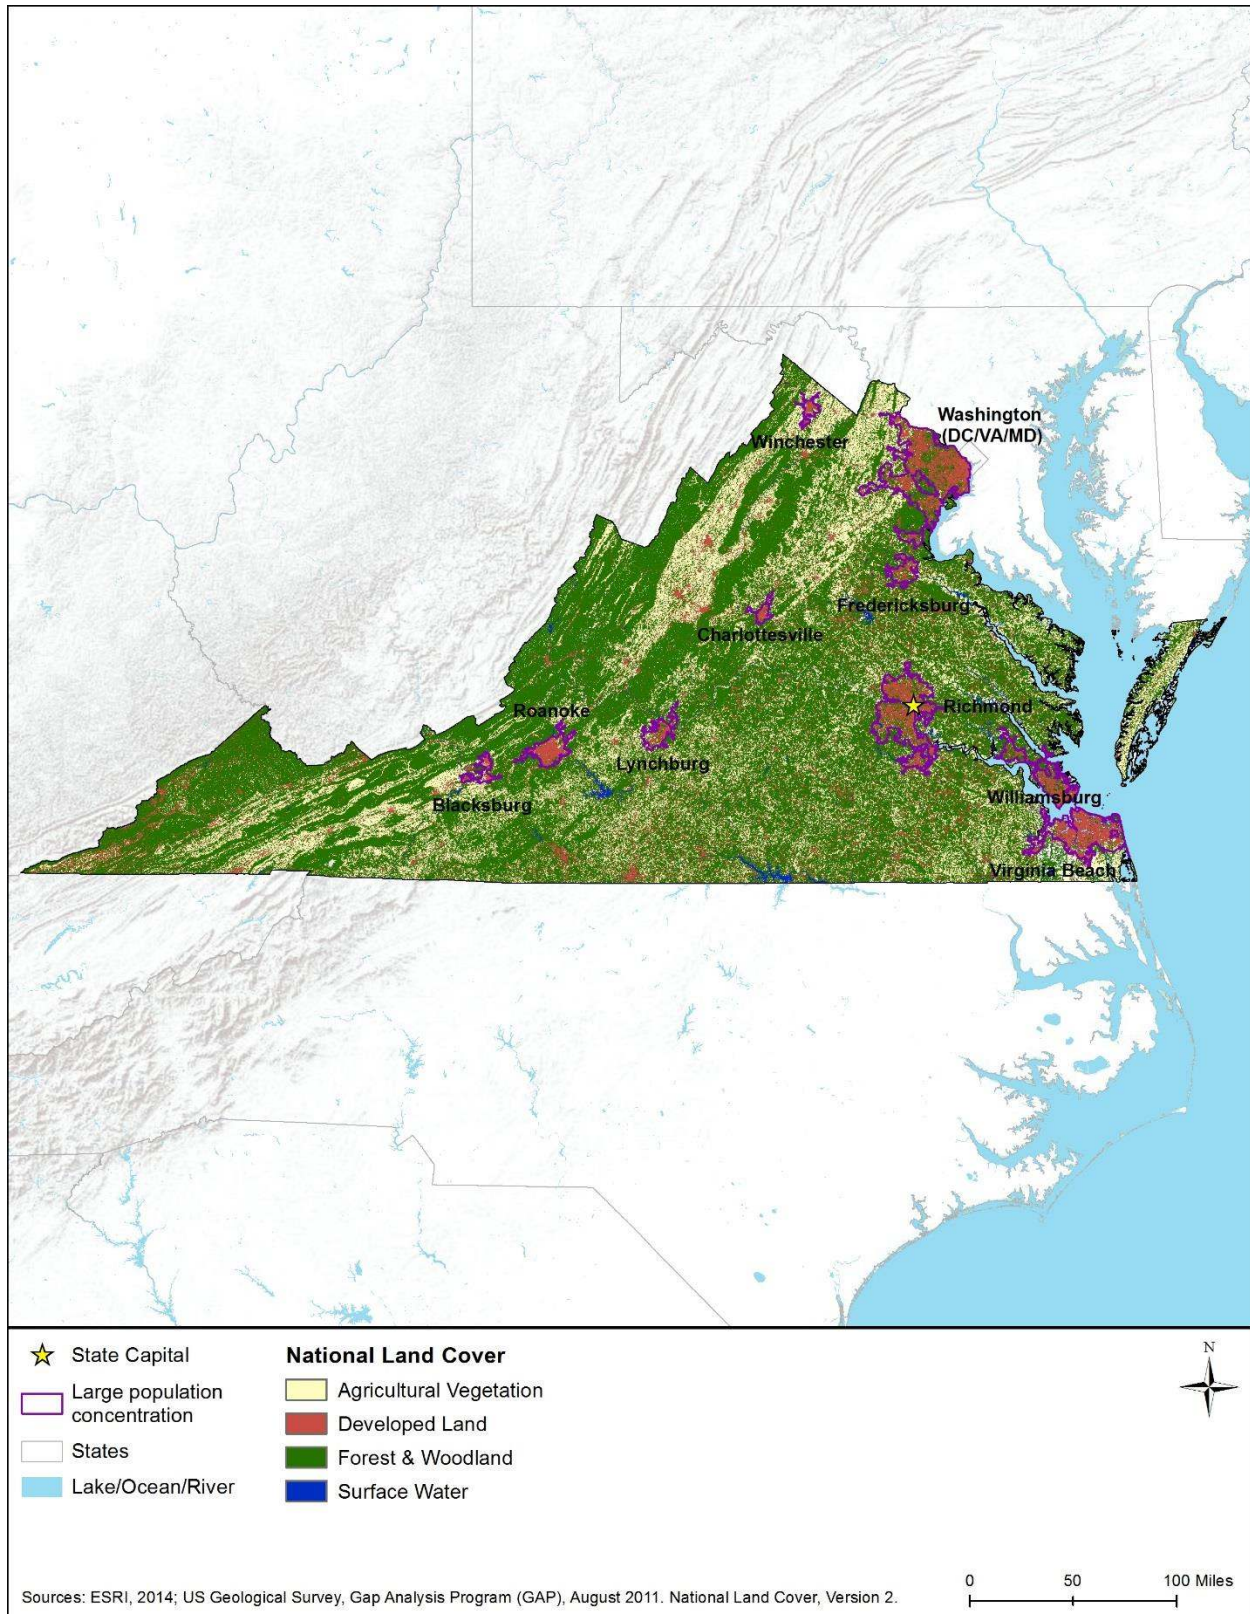 Washington
(DC/VA/MD)
Winchester
Fredericksburg
Charlottesville
Richmond
Roanoke
Lynchburg
Blacksburg
Williamsburg
Virginia Beach
State Capital
Large population
concentration
States
Lake/Ocean/River
National Land Cover
Agricultural Vegetation
Developed Land
Forest & Woodland
Surface Water
N
0 50 100 Miles
Sources: ESRI, 2014; US Geological Survey, Gap Analysis Program (GAP), August 2011. National Land Cover, Version 2.